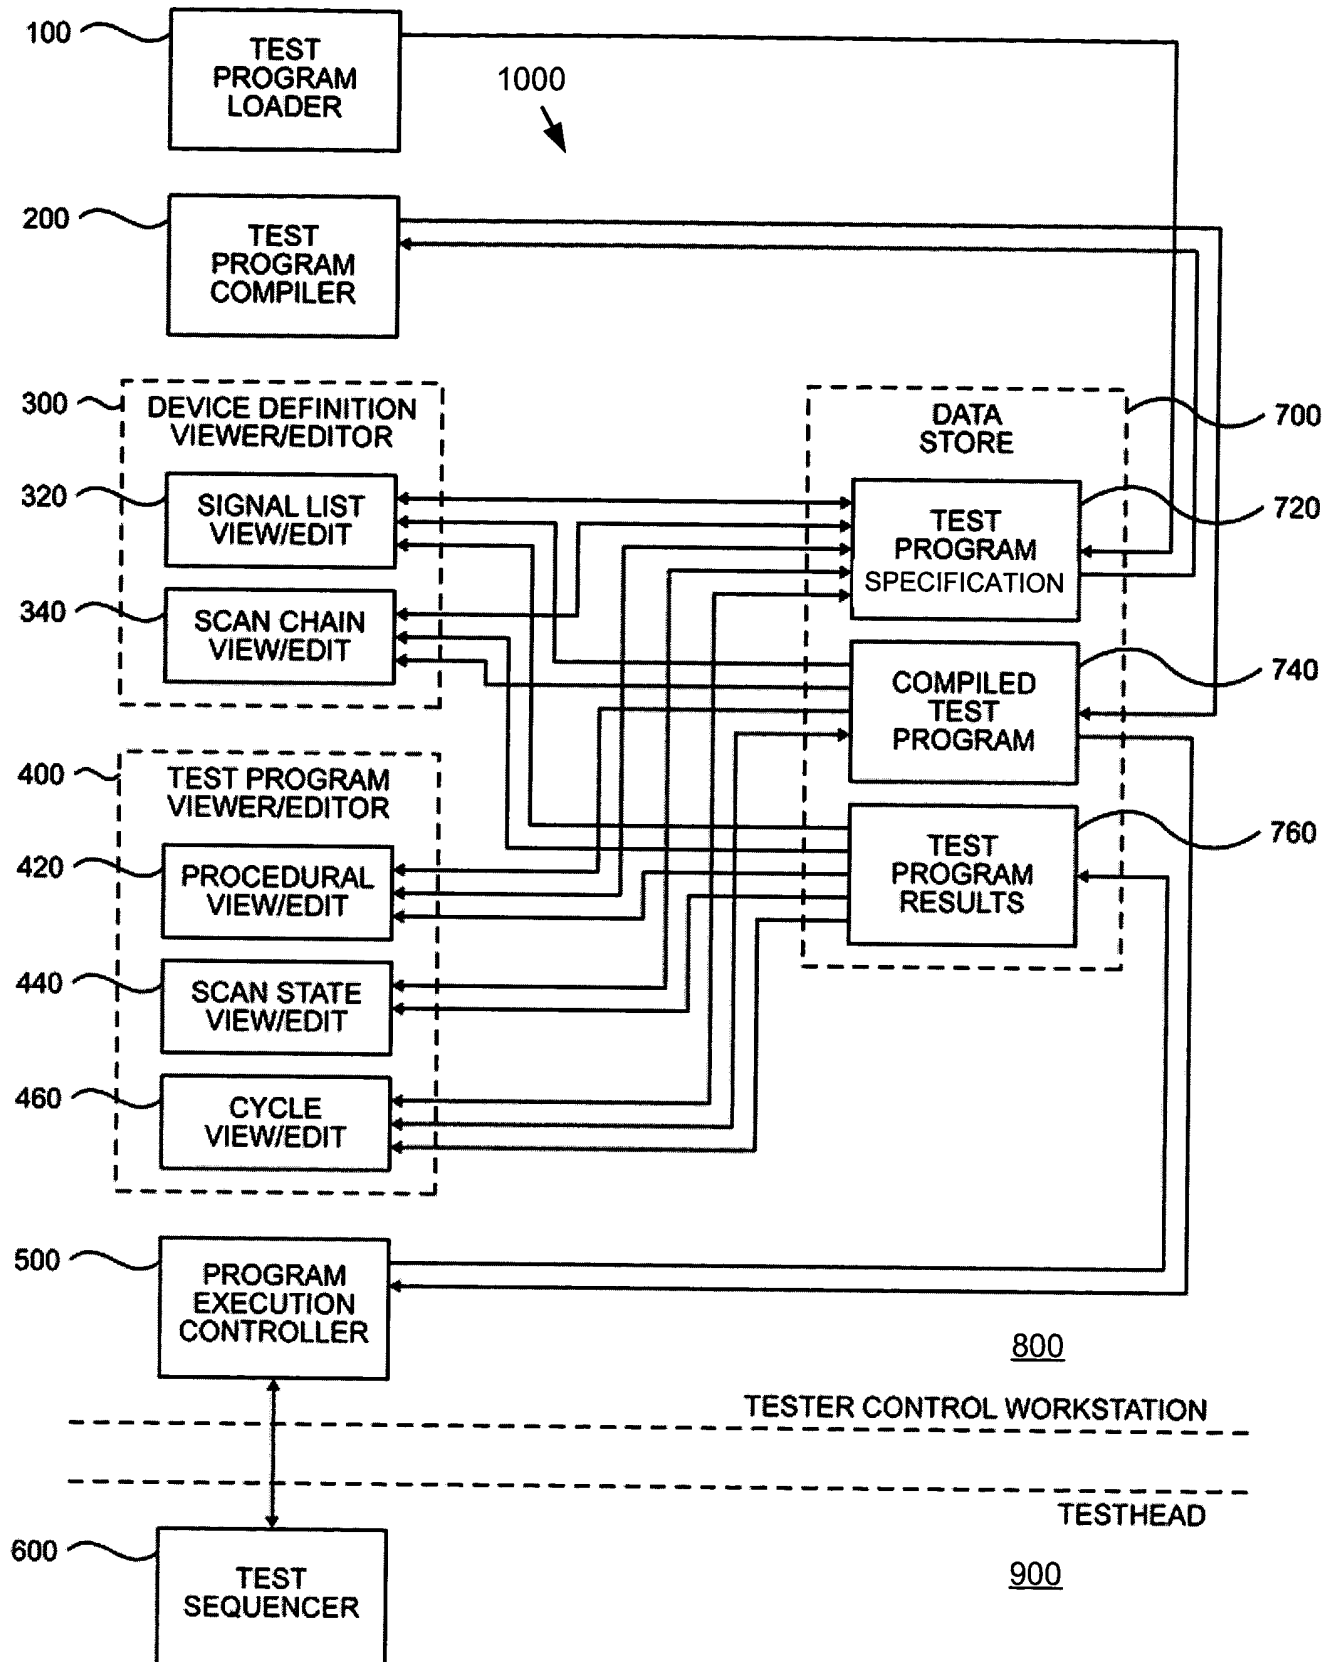 100
TEST
PROGRAM
LOADER
1000
200
TEST
PROGRAM
COMPILER
300
DEVICE DEFINITION
VIEWER/EDITOR
320
SIGNAL LIST
VIEW/EDIT
340
SCAN CHAIN
VIEW/EDIT
DATA
STORE
700
TEST
PROGRAM
SPECIFICATION
720
COMPILED
TEST
PROGRAM
740
TEST
PROGRAM
RESULTS
760
400
TEST PROGRAM
VIEWER/EDITOR
420
PROCEDURAL
VIEW/EDIT
440
SCAN STATE
VIEW/EDIT
460
CYCLE
VIEW/EDIT
500
PROGRAM
EXECUTION
CONTROLLER
800
TESTER CONTROL WORKSTATION
TESTHEAD
600
TEST
SEQUENCER
900